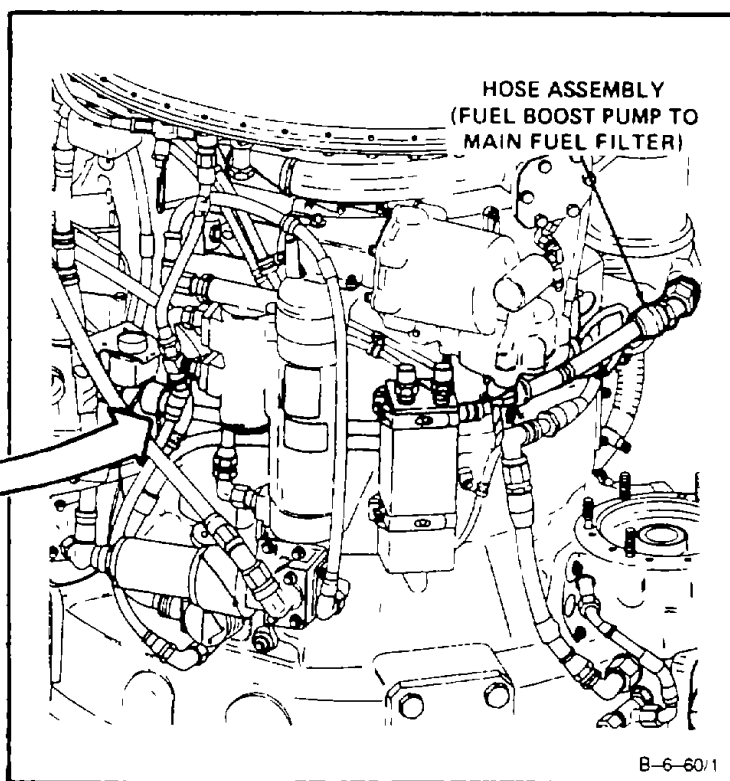 HOSE ASSEMBLY
(FUEL BOOST PUMP TO
MAIN FUEL FILTER)
B-6-60/1